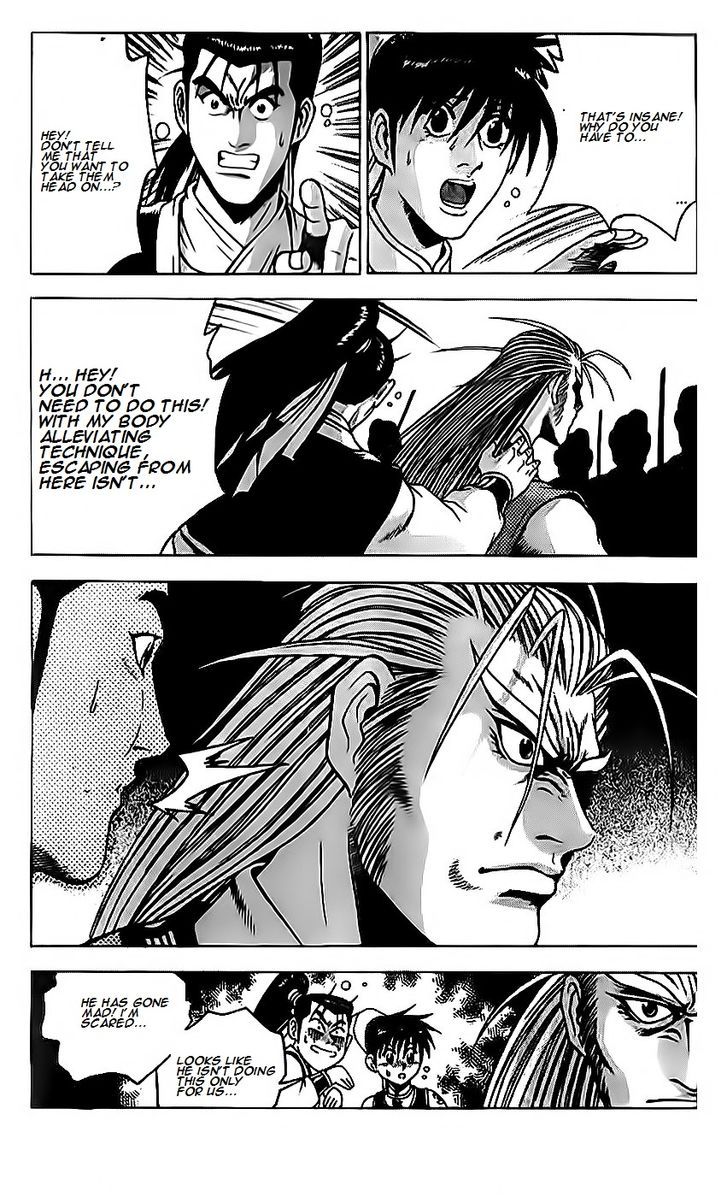 THAT'S INSANE!
WHY DO YOU
HAVE TO...
...
HEY!
DON'T TELL
ME THAT
YOU WANT TO
TAKE THEM
HEAD ON...?
H... HEY!
YOU DON'T
NEED TO DO THIS!
WITH MY BODY
ALLEVIATING
TECHNIQUE,
ESCAPING FROM
HERE ISN'T...
HE HAS GONE
MAD! I'M
SCARED...
LOOKS LIKE
HE ISN'T DOING
THIS ONLY
FOR US...